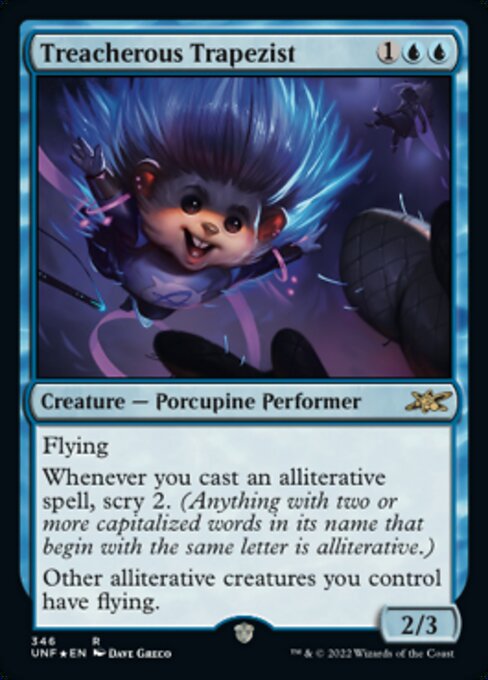 Treacherous Trapezist 1
Creature — Porcupine Performer
Flying
Whenever you cast an alliterative
spell, scry 2. (Anything with two or
more capitalized words in its name that
begin with the same letter is alliterative.)
Other alliterative creatures you control
have flying.
2/3
346 R
UNF★EN Dave Greco
™ & © 2022 Wizards of the Coast